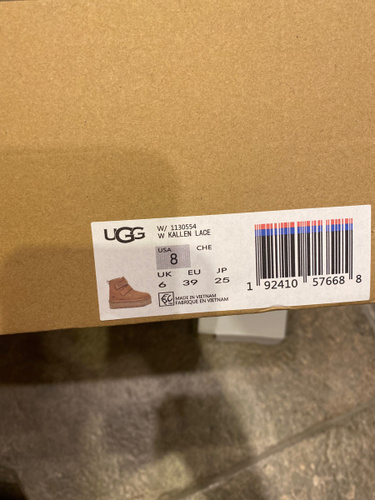 UGG
W/ 1130554
W KALLEN LACE
USA CHE
8
UK EU JP
6 39 25
MADE IN VIETNAM
FABRIQUÉ EN VIETNAM
1 92410 57668 8